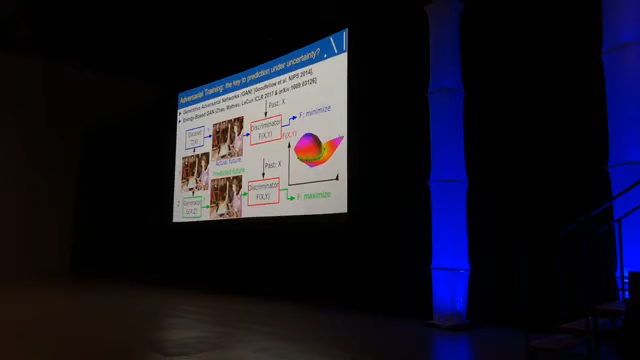 Adversarial Training: the key to prediction under uncertainty?
Generative Adversarial Networks (GAN) [Goodfellow et al. NIPS 2014],
Energy-Based GAN [Zhao, Mathieu, LeCun ICLR 2017 & arXiv:1609.03126]
Past: X
F: minimize
Dataset
T(X)
Discriminator
F(X,Y)
F(X,Y)
Actual future
Past: X
Predicted future
Discriminator
F(X,Y)
F: maximize
Z
Generator
G(X,Z)